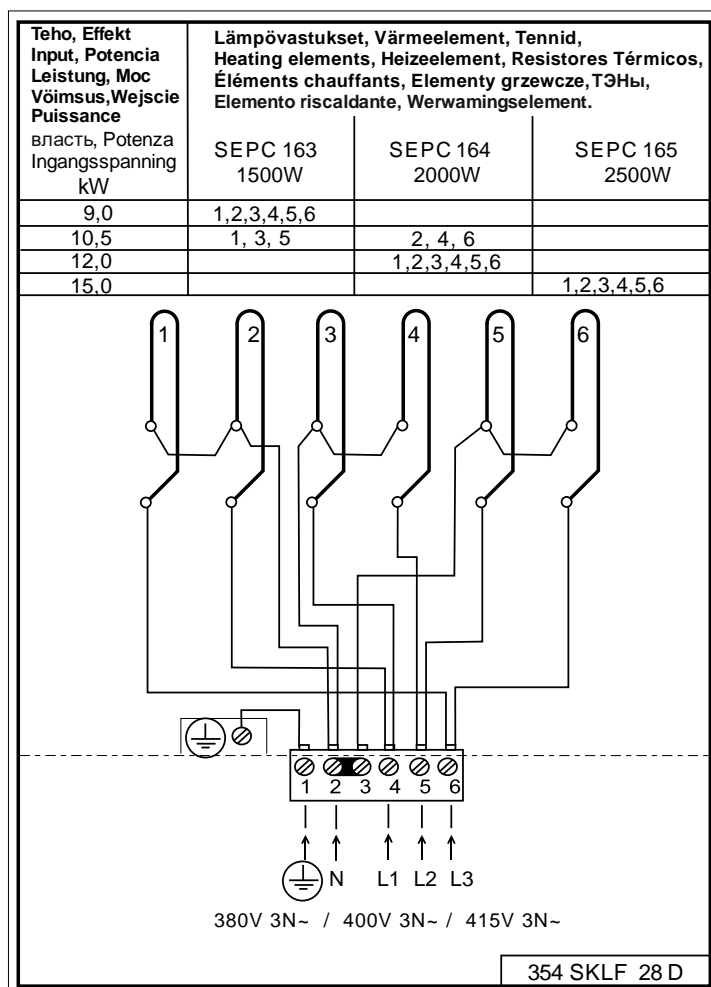 Teho, Effekt
Input, Potencia
Leistung, Moc
Vöimsus,Wejscie
Puissance
власть, Potenza
Ingangsspanning
kW
Lämpövastukset, Värmeelement, Tennid,
Heating elements, Heizeelement, Resistores Térmicos,
Éléments chauffants, Elementy grzewcze,ТЭНы,
Elemento riscaldante, Werwamingselement.
SEPC 163 SEPC 164 SEPC 165
1500W 2000W 2500W
9,0 1,2,3,4,5,6
10,5 1, 3, 5 2, 4, 6
12,0 1,2,3,4,5,6
15,0 1,2,3,4,5,6
1 2 3 4 5 6
1 2 3 4 5 6
N L1 L2 L3
380V 3N~ / 400V 3N~ / 415V 3N~
354 SKLF 28 D